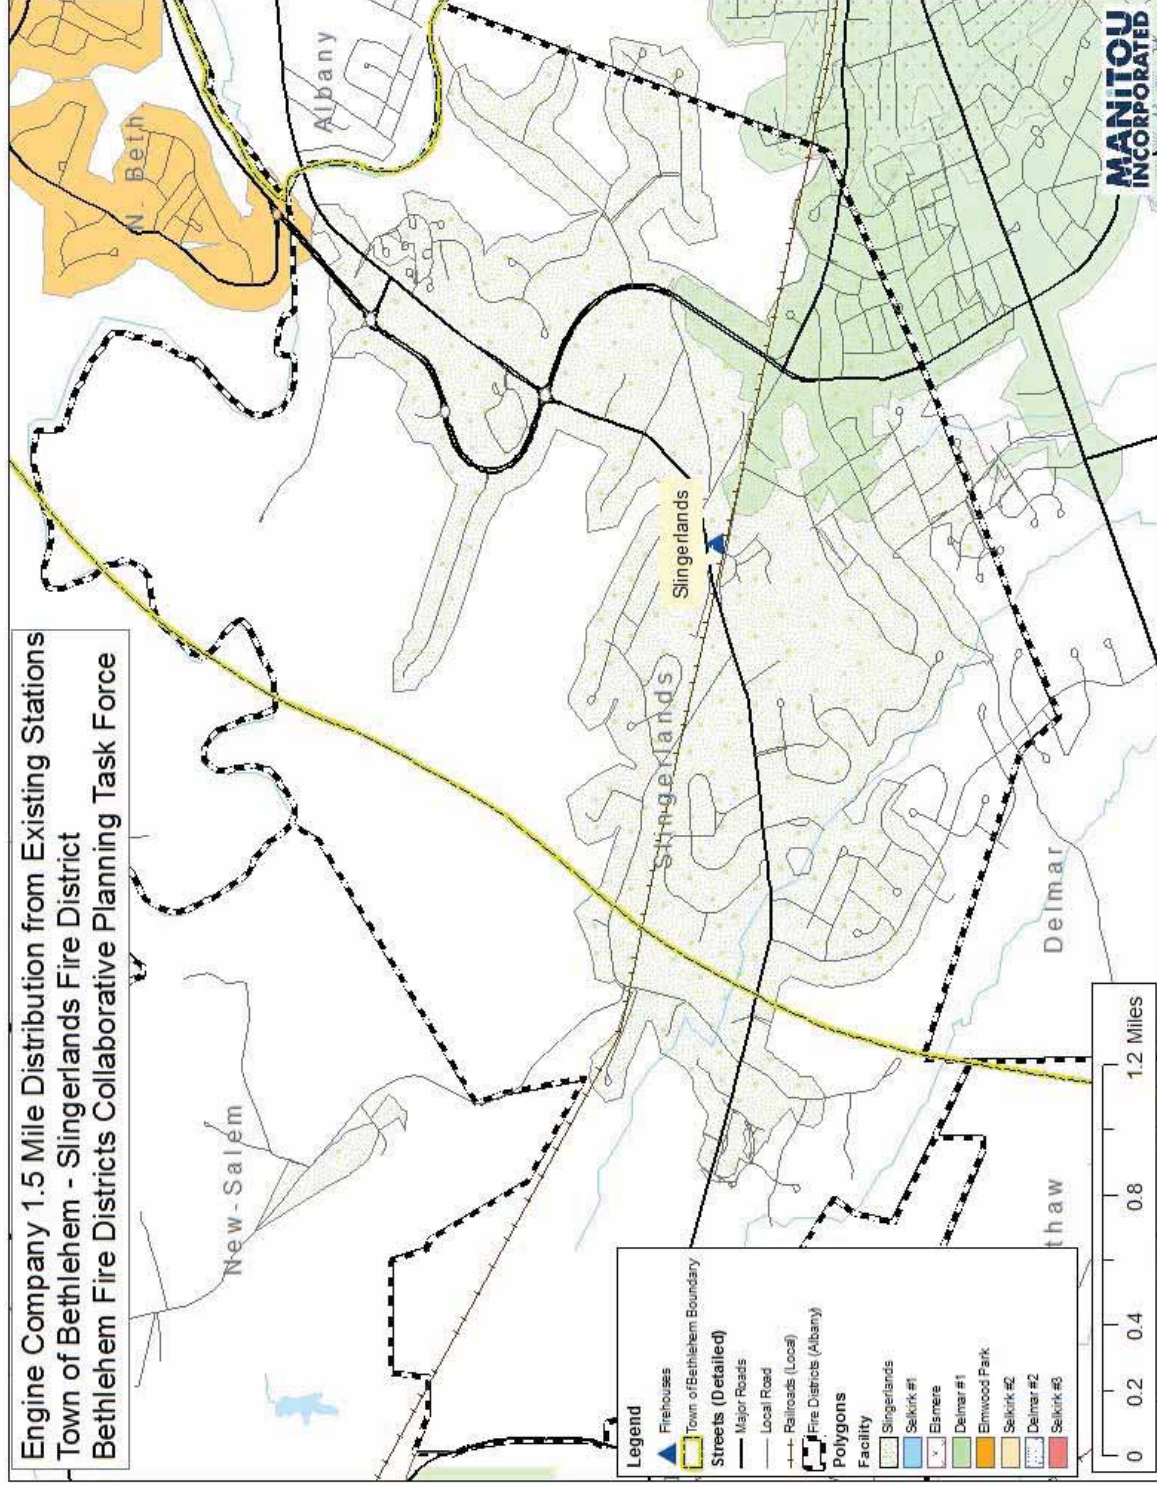 Engine Company 1.5 Mile Distribution from Existing Stations
Town of Bethlehem - Slingerlands Fire District
Bethlehem Fire Districts Collaborative Planning Task Force
N. Beth
Albany
New-Salem
Slingerlands
Slingerlands
Delmar
thaw
Legend
Firehouses
Town of Bethlehem Boundary
Streets (Detailed)
Major Roads
Local Road
Railroads (Local)
Fire Districts (Albany)
Polygons
Facility
Slingerlands
Selkirk #1
Elsmere
Delmar #1
Elmwood Park
Selkirk #2
Delmar #2
Selkirk #3
0 0.2 0.4 0.8 1.2 Miles
MANITOU
INCORPORATED